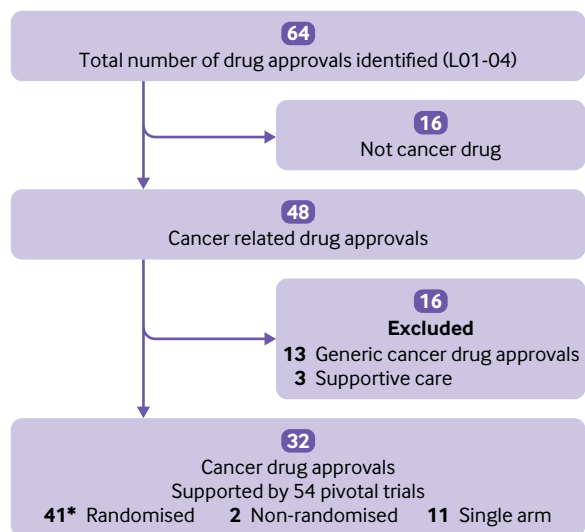 64
Total number of drug approvals identified (L01-04)
16
Not cancer drug
48
Cancer related drug approvals
16
Excluded
13 Generic cancer drug approvals
3 Supportive care
32
Cancer drug approvals
Supported by 54 pivotal trials
41* Randomised 2 Non-randomised 11 Single arm